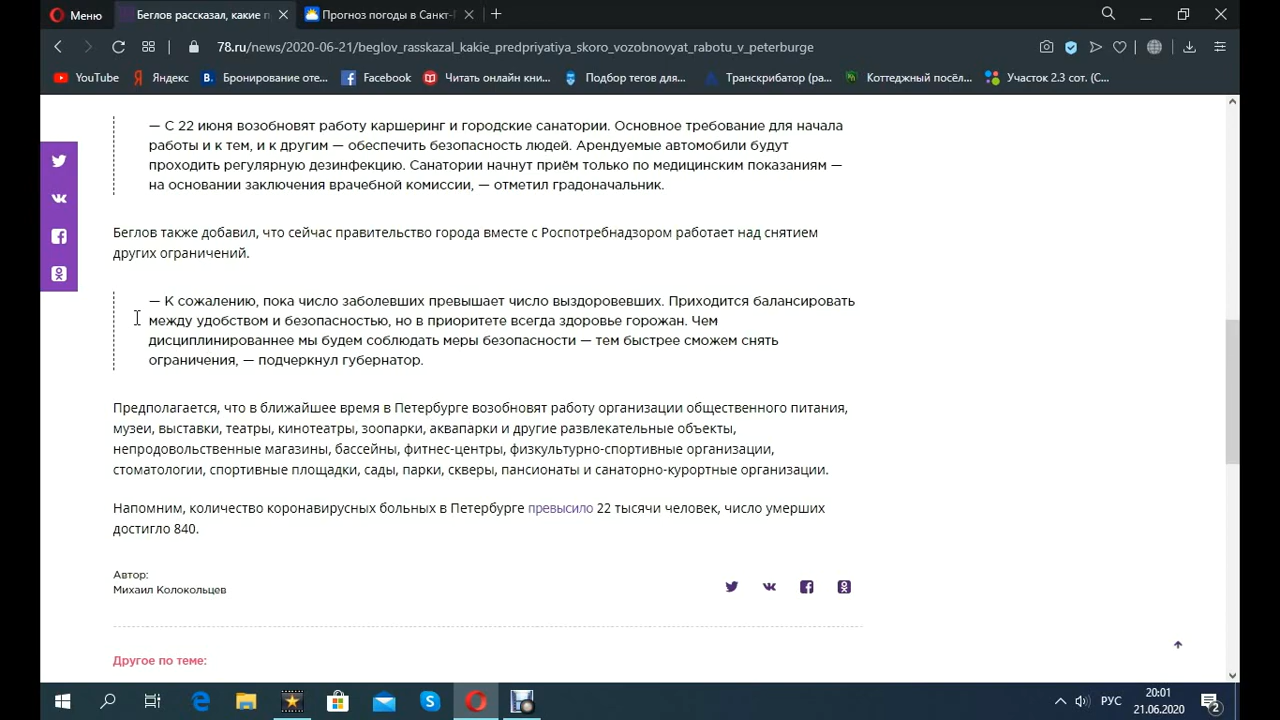 Меню
Беглов рассказал, какие п
Прогноз погоды в Санкт-
78.ru/news/2020-06-21/beglov_rasskazal_kakie_predpriyatiya_skoro_vozobnovyat_rabotu_v_peterburge
YouTube
Яндекс
Бронирование оте...
Facebook
Читать онлайн кни...
Подбор тегов для...
Транскрибатор (ра...
Коттеджный посёл...
Участок 2.3 сот. (С...
— С 22 июня возобновят работу каршеринг и городские санатории. Основное требование для начала
работы и к тем, и к другим — обеспечить безопасность людей. Арендуемые автомобили будут
проходить регулярную дезинфекцию. Санатории начнут приём только по медицинским показаниям —
на основании заключения врачебной комиссии, — отметил градоначальник.
Беглов также добавил, что сейчас правительство города вместе с Роспотребнадзором работает над снятием
других ограничений.
— К сожалению, пока число заболевших превышает число выздоровевших. Приходится балансировать
между удобством и безопасностью, но в приоритете всегда здоровье горожан. Чем
дисциплинированнее мы будем соблюдать меры безопасности — тем быстрее сможем снять
ограничения, — подчеркнул губернатор.
Предполагается, что в ближайшее время в Петербурге возобновят работу организации общественного питания,
музеи, выставки, театры, кинотеатры, зоопарки, аквапарки и другие развлекательные объекты,
непродовольственные магазины, бассейны, фитнес-центры, физкультурно-спортивные организации,
стоматологии, спортивные площадки, сады, парки, скверы, пансионаты и санаторно-курортные организации.
Напомним, количество коронавирусных больных в Петербурге превысило 22 тысячи человек, число умерших
достигло 840.
Автор:
Михаил Колокольцев
Другое по теме:
РУС
20:01
21.06.2020
2